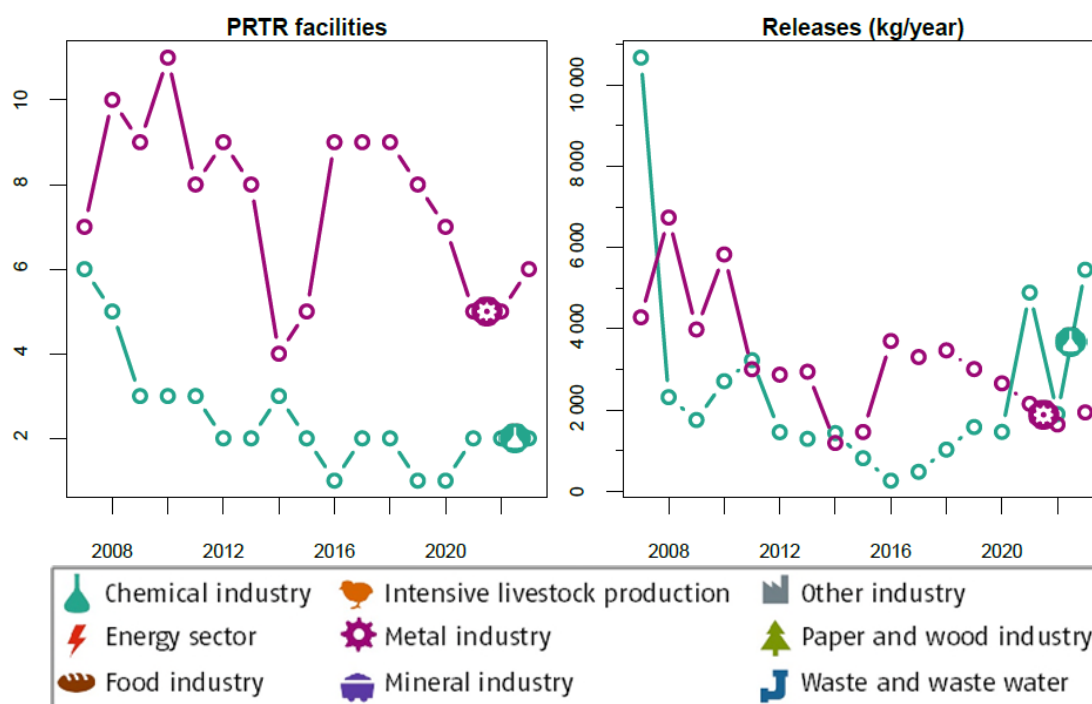 PRTR facilities
10
8
6
4
2
2008 2012 2016 2020
Releases (kg/year)
10 000
8 000
6 000
4 000
2 000
0
2008 2012 2016 2020
Chemical industry Intensive livestock production Other industry
Energy sector Metal industry Paper and wood industry
Food industry Mineral industry Waste and waste water